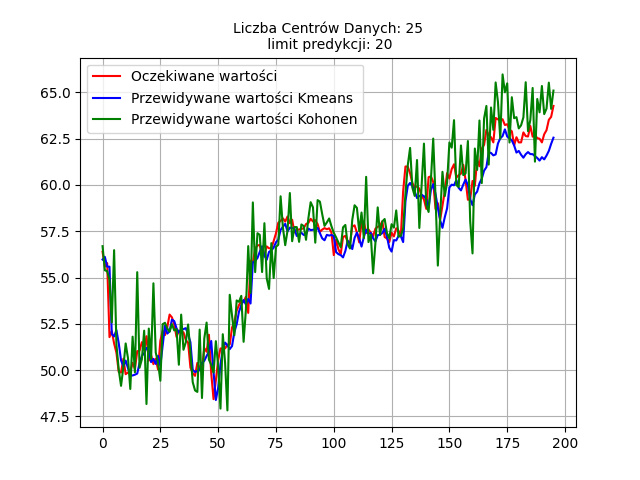 Liczba Centrów Danych: 25
limit predykcji: 20
Oczekiwane wartości
Przewidywane wartości Kmeans
Przewidywane wartości Kohonen
65.0
62.5
60.0
57.5
55.0
52.5
50.0
47.5
0 25 50 75 100 125 150 175 200